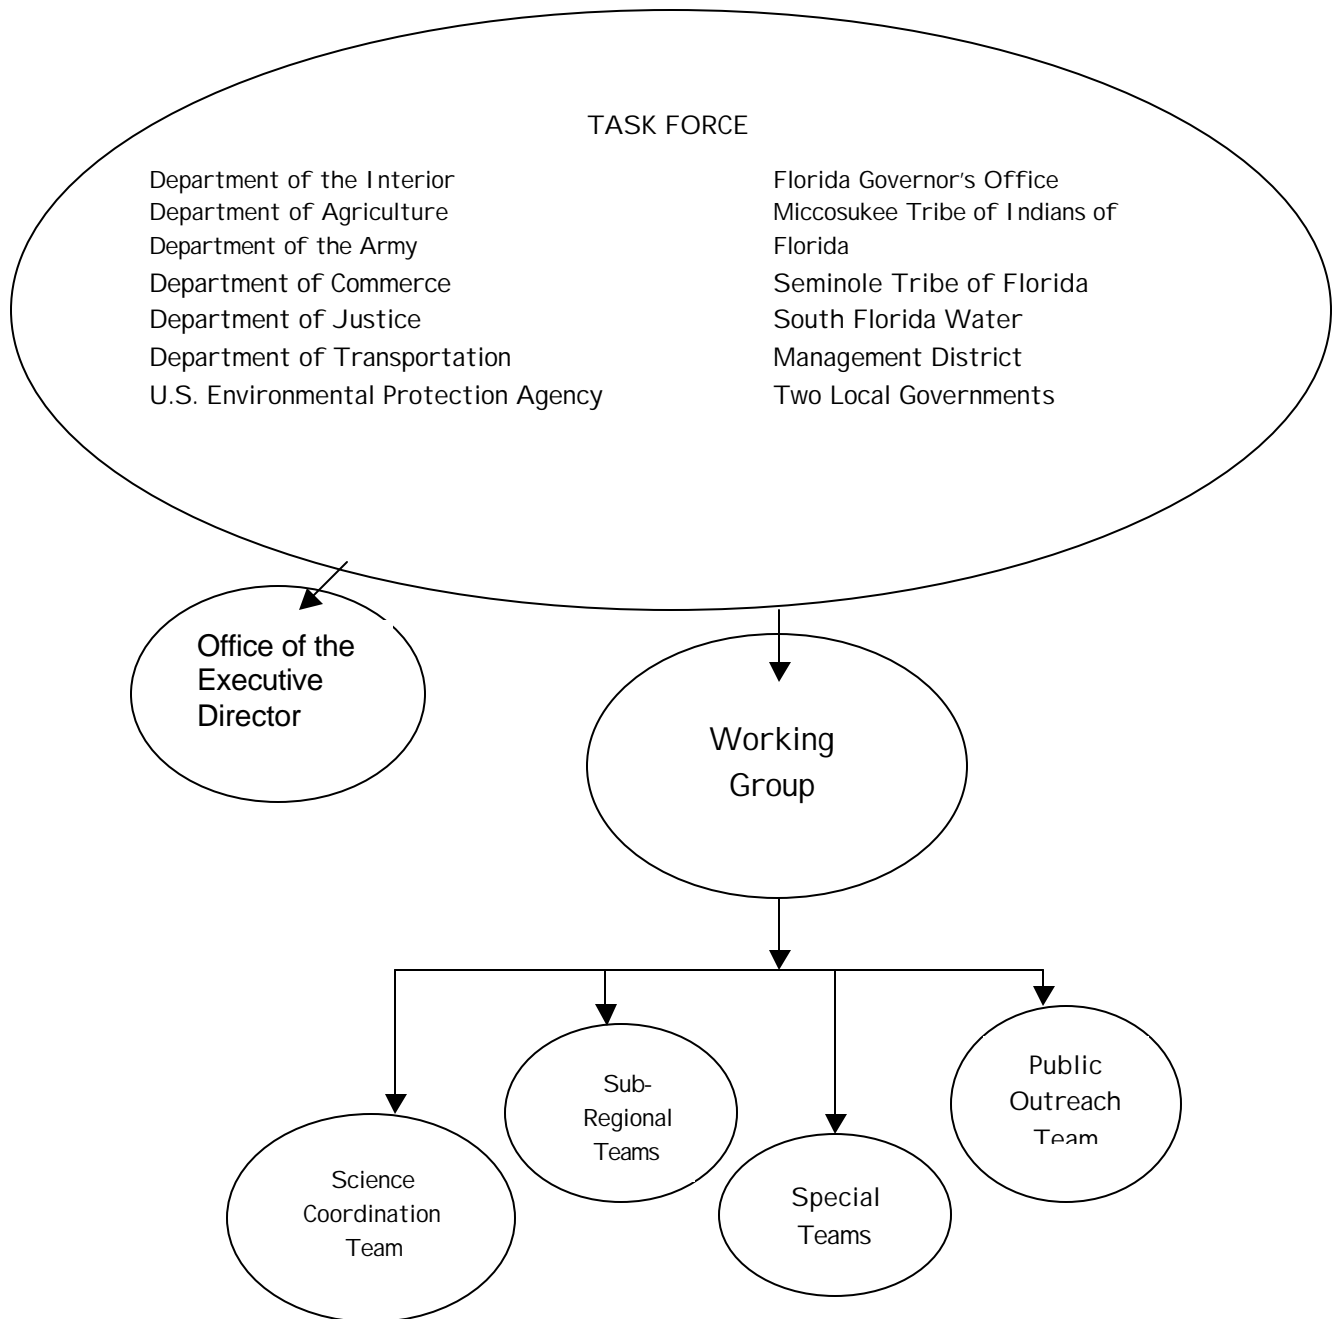 TASK FORCE
Department of the Interior
Department of Agriculture
Department of the Army
Department of Commerce
Department of Justice
Department of Transportation
U.S. Environmental Protection Agency
Florida Governor's Office
Miccosukee Tribe of Indians of
Florida
Seminole Tribe of Florida
South Florida Water
Management District
Two Local Governments
Office of the
Executive
Director
Working
Group
Science
Coordination
Team
Sub-
Regional
Teams
Special
Teams
Public
Outreach
Team